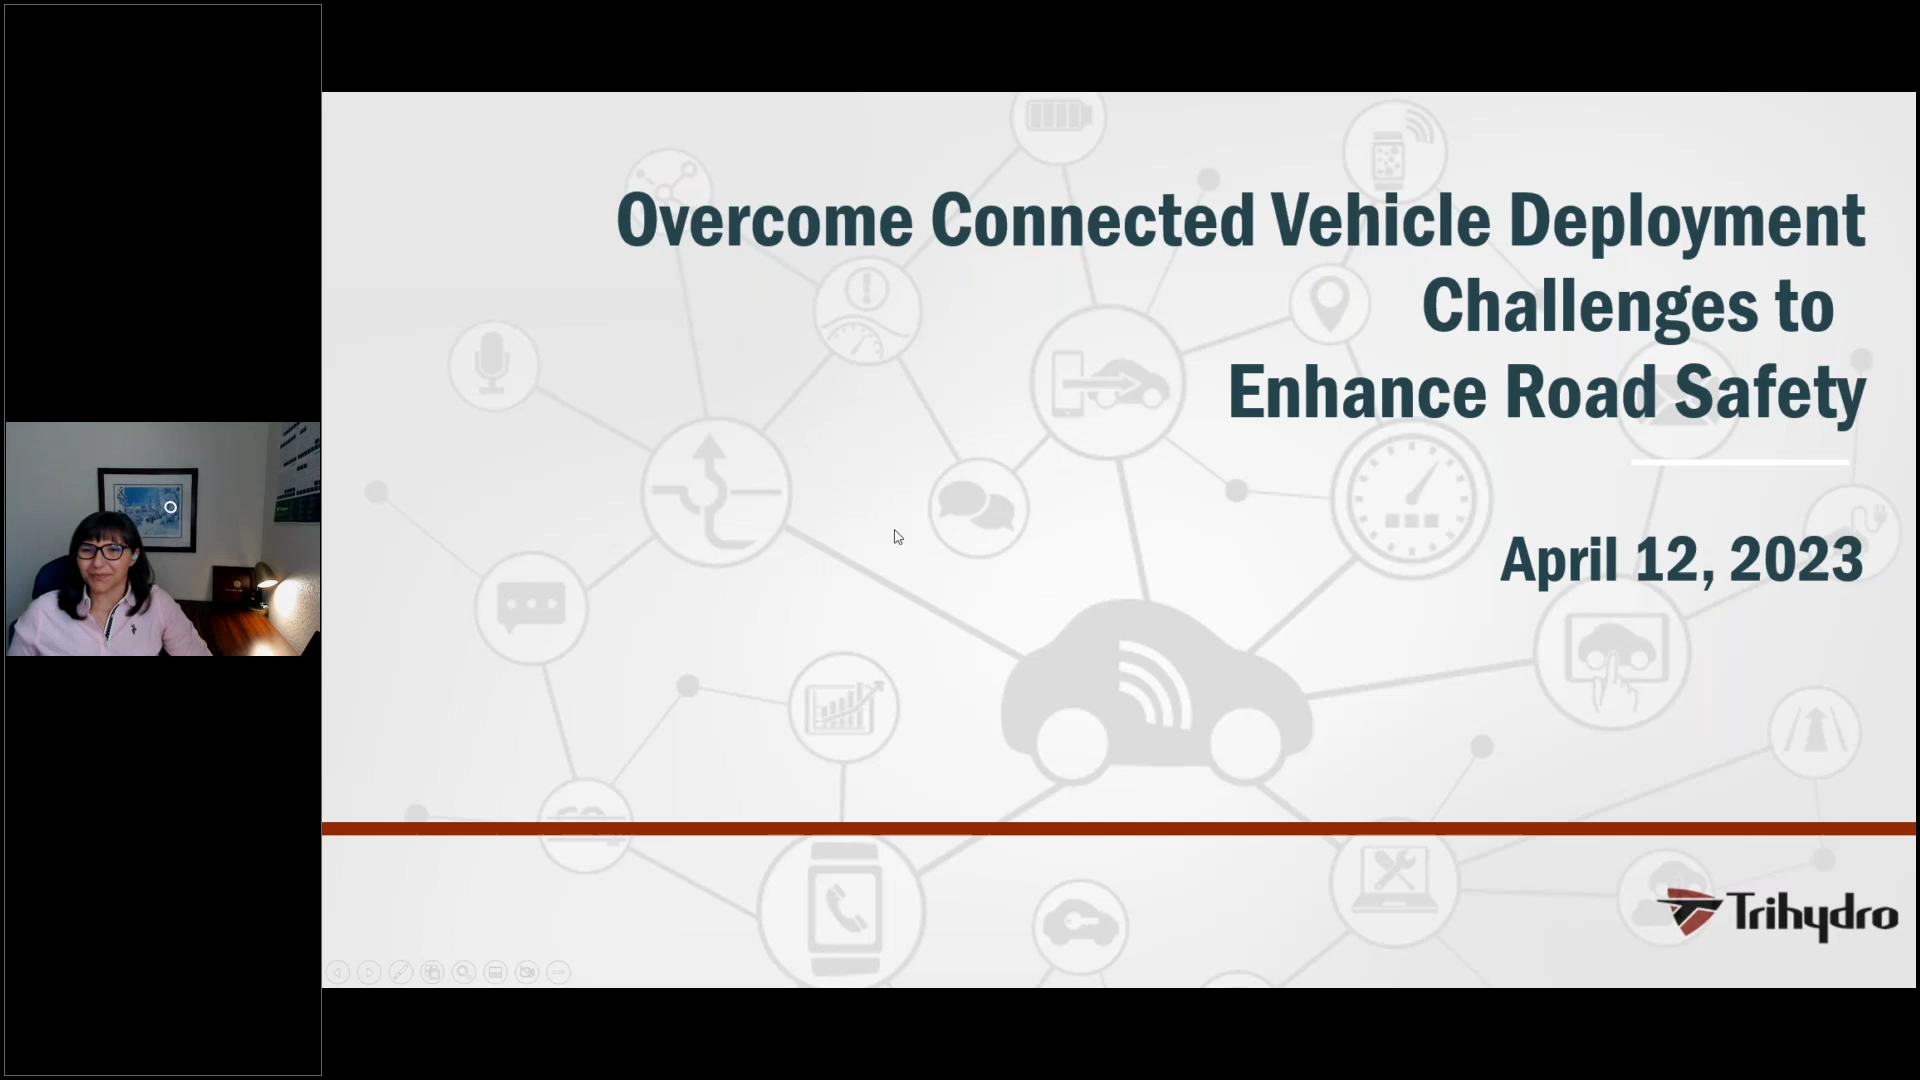 Overcome Connected Vehicle Deployment
Challenges to
Enhance Road Safety
April 12, 2023
Trihydro